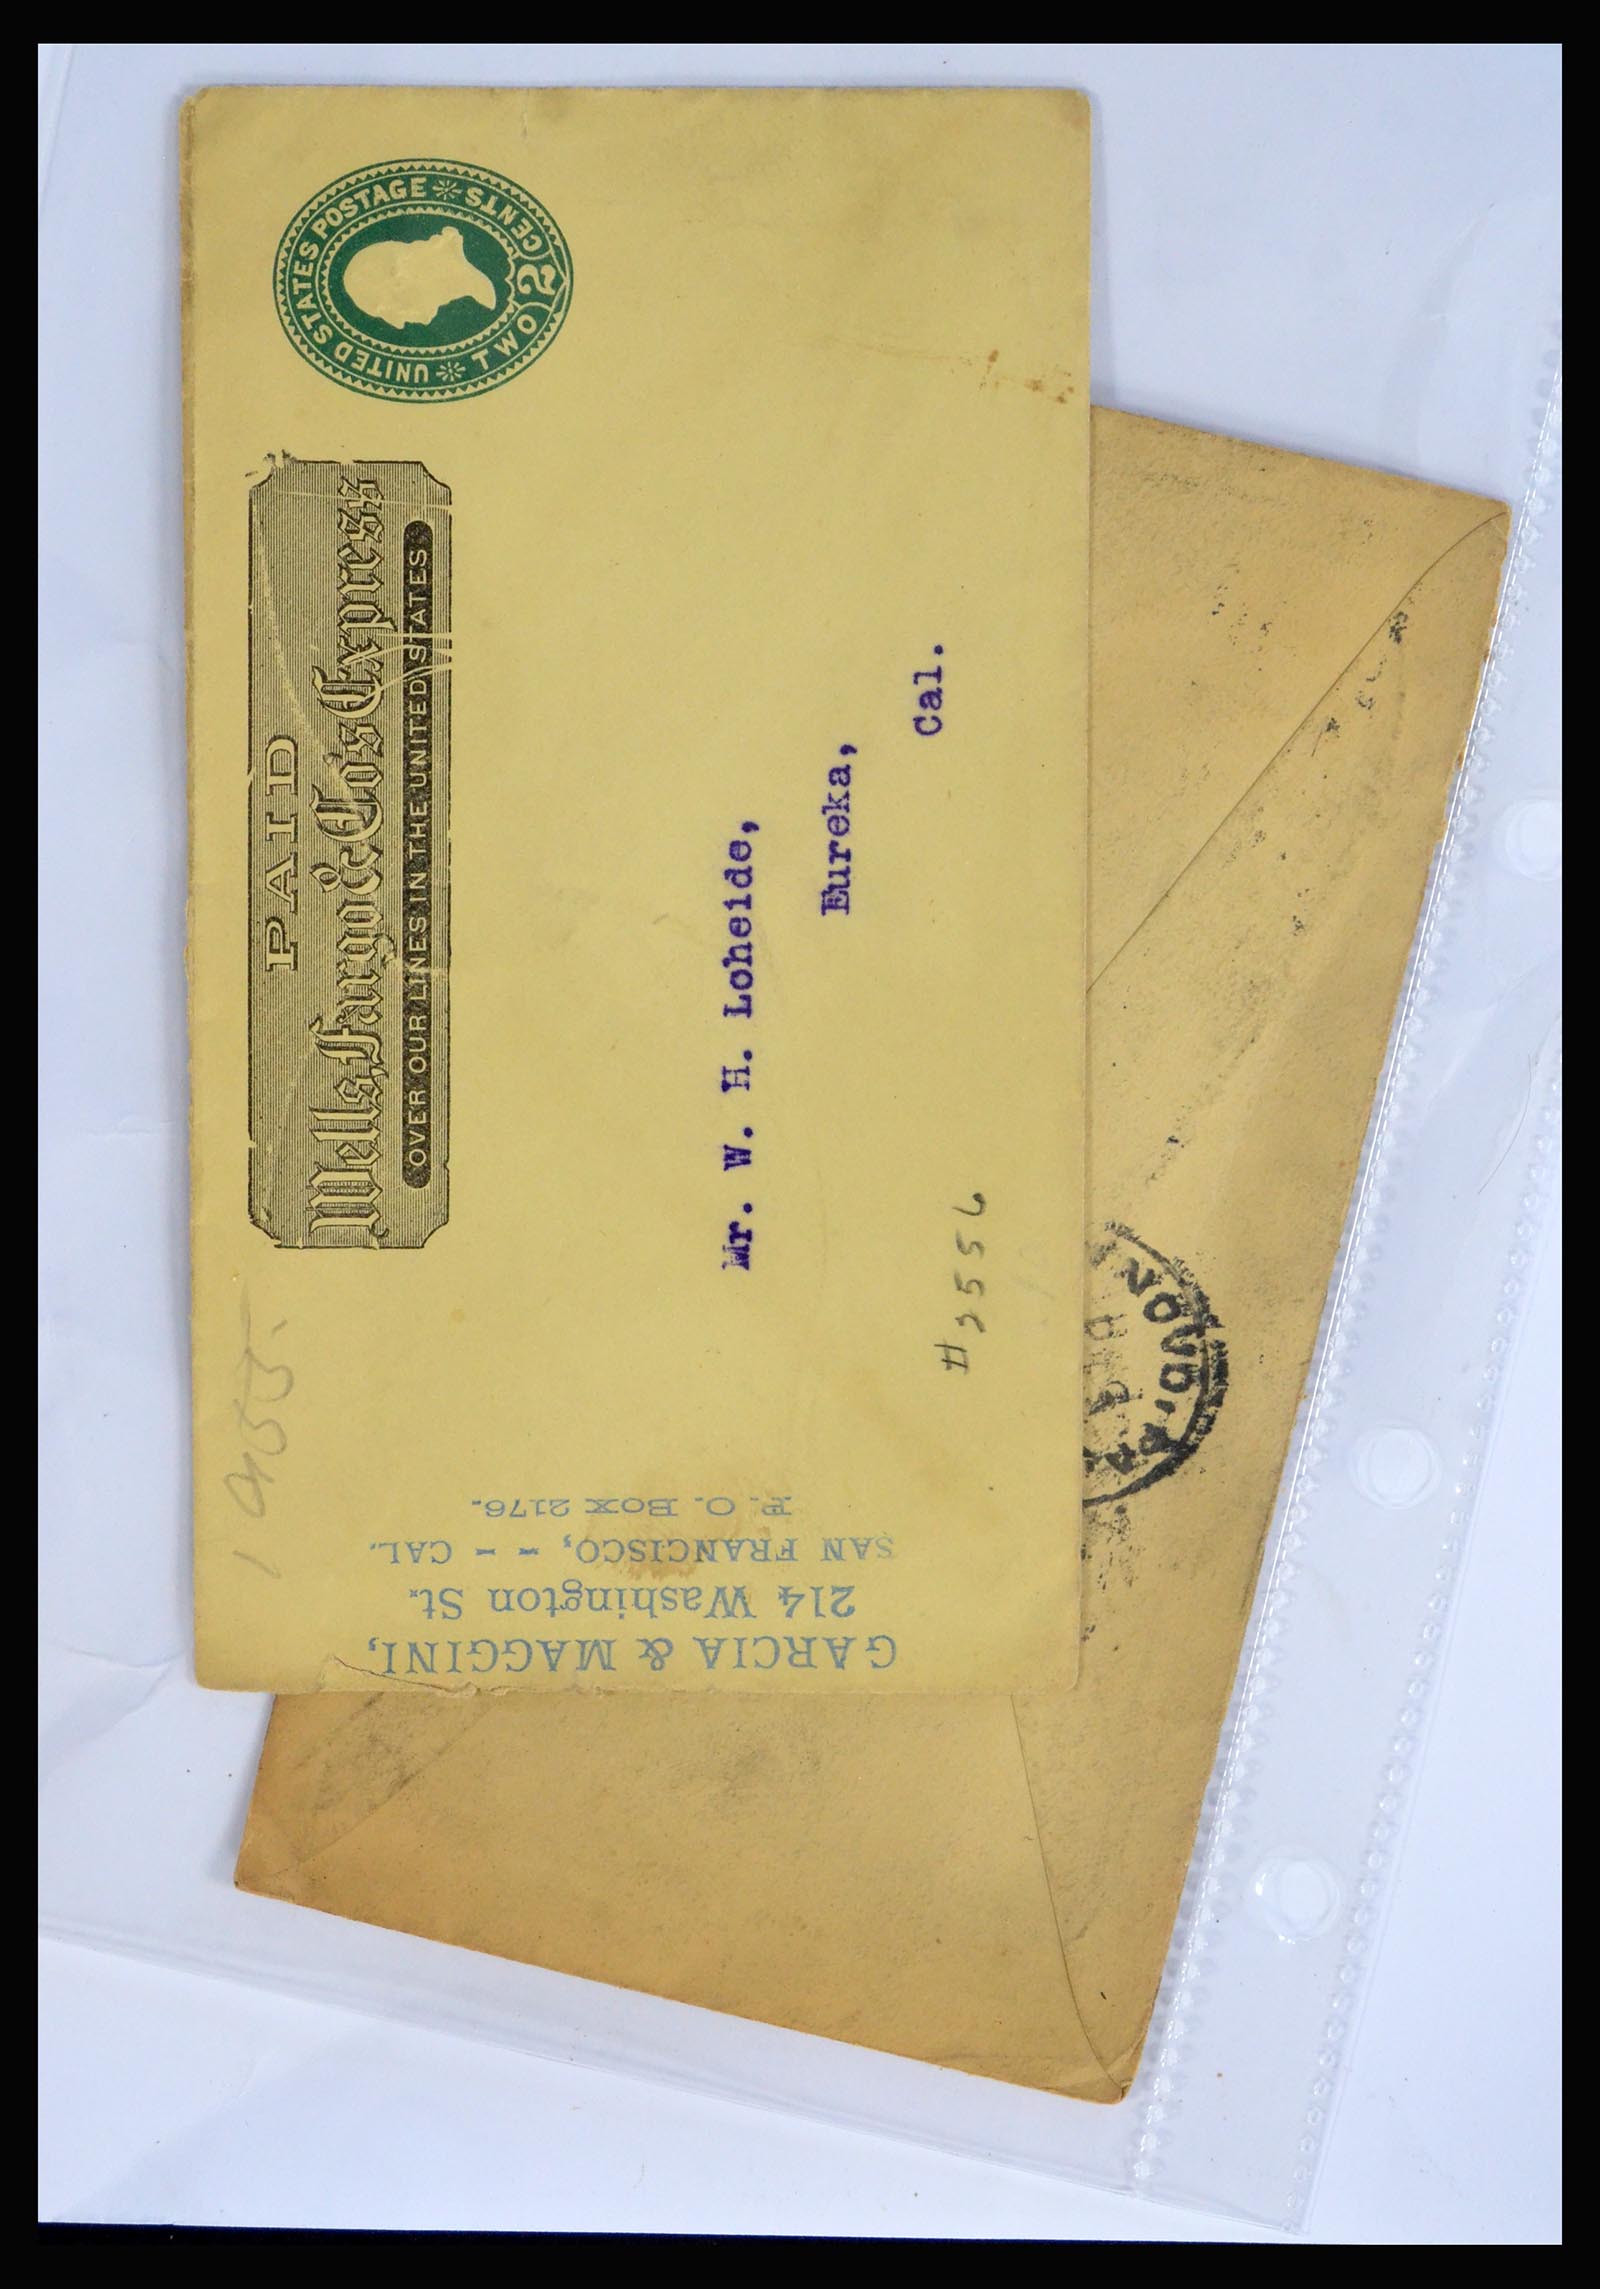 UNITED STATES POSTAGE
TWO 2 CENTS
PAID
Wells, Fargo & Co's Express
OVER OUR LINES IN THE UNITED STATES
Mr. W. H. Loheide,
Eureka,
Cal.
#2556
GARCIA & MAGGINI,
214 Washington St.
SAN FRANCISCO, - - CAL.
P. O. Box 2176.